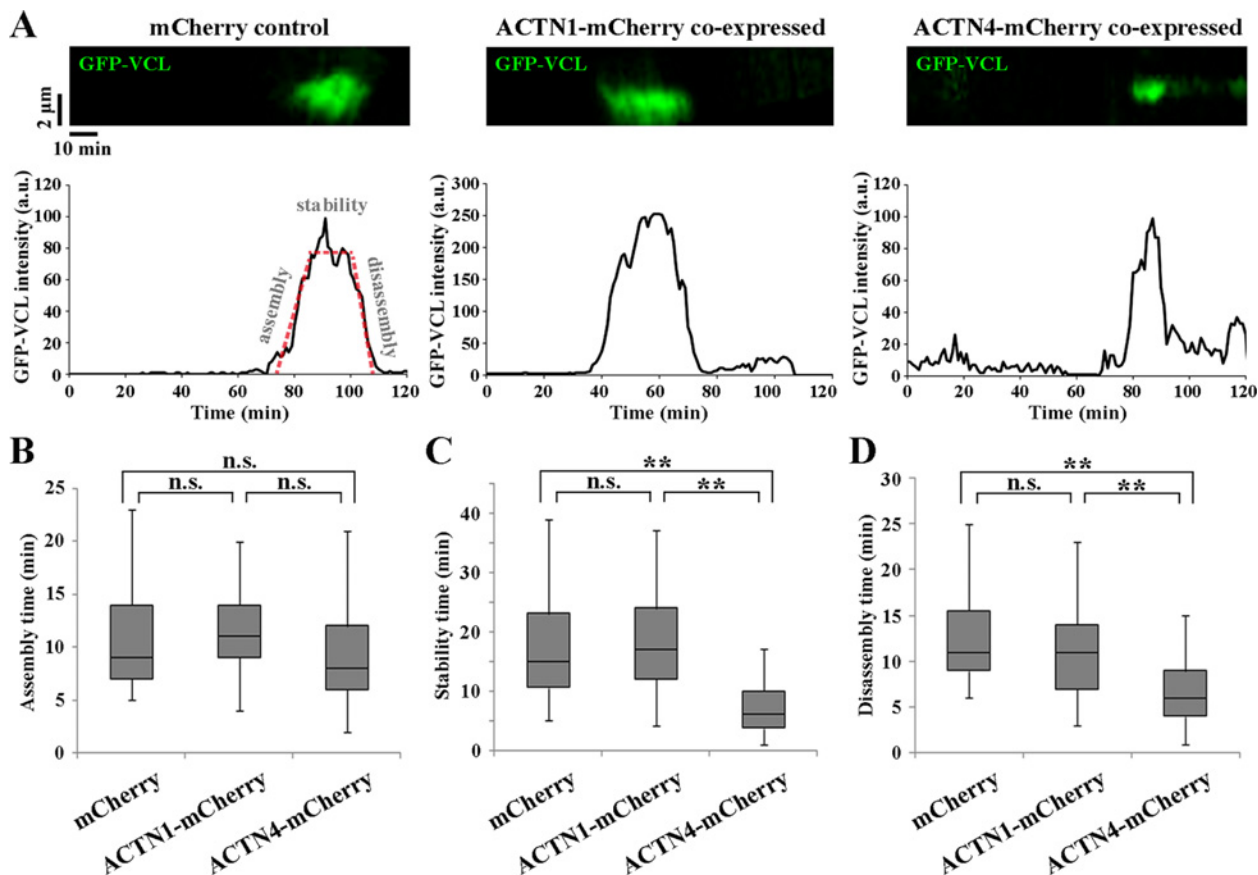 A
mCherry control
ACTN1-mCherry co-expressed
ACTN4-mCherry co-expressed
GFP-VCL
GFP-VCL
GFP-VCL
2 μm
10 min
GFP-VCL intensity (a.u.)
120
100
80
60
40
20
0
0 20 40 60 80 100 120
Time (min)
assembly
stability
disassembly
GFP-VCL intensity (a.u.)
300
250
200
150
100
50
0
0 20 40 60 80 100 120
Time (min)
GFP-VCL intensity (a.u.)
120
100
80
60
40
20
0
0 20 40 60 80 100 120
Time (min)
B
n.s.
n.s. n.s.
Assembly time (min)
25
20
15
10
5
0
mCherry
ACTN1-mCherry
ACTN4-mCherry
C
**
n.s. **
Stability time (min)
50
40
30
20
10
0
mCherry
ACTN1-mCherry
ACTN4-mCherry
D
**
n.s. **
Disassembly time (min)
30
25
20
15
10
5
0
mCherry
ACTN1-mCherry
ACTN4-mCherry